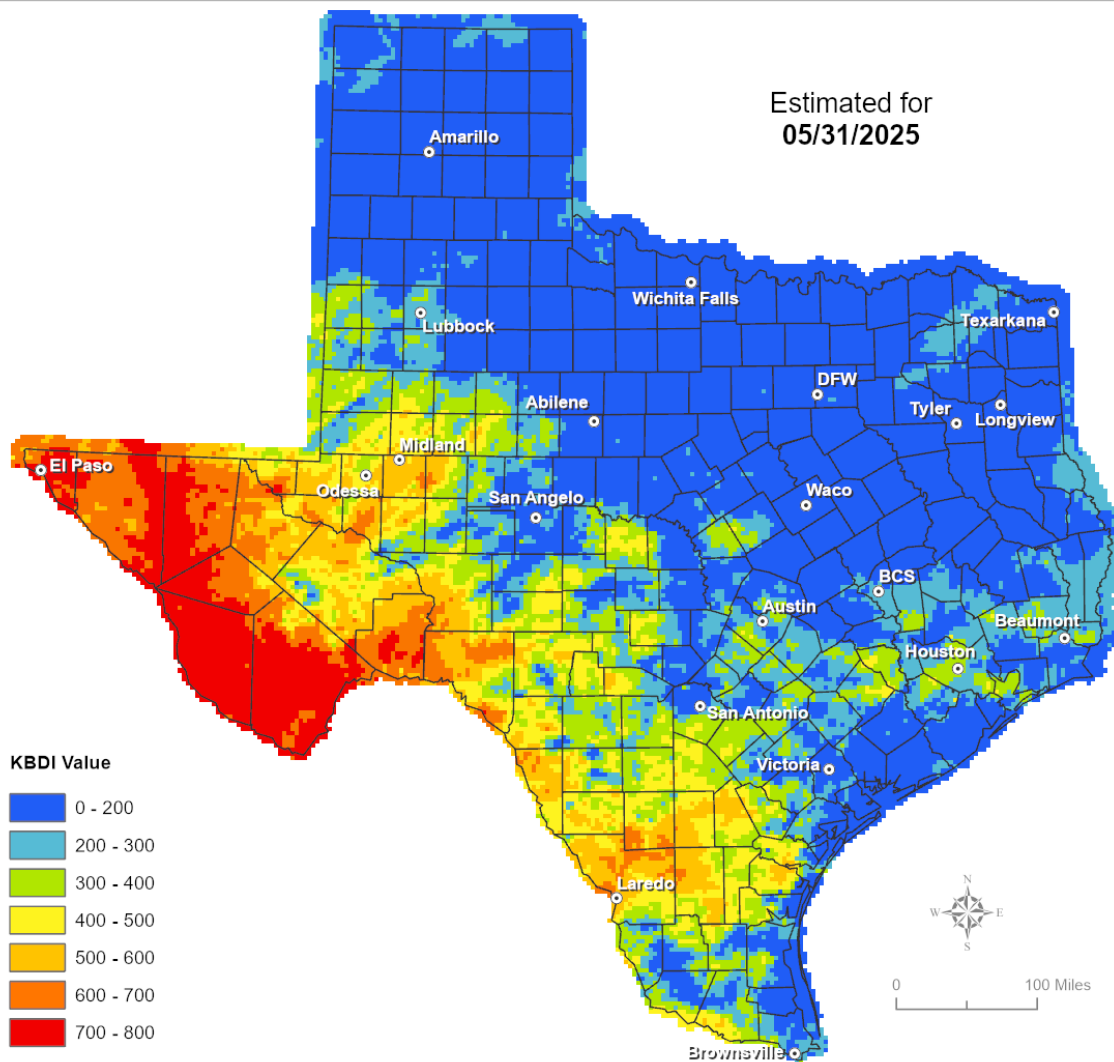 Estimated for
05/31/2025
Amarillo
Wichita Falls
Lubbock
Texarkana
DFW
Abilene
Tyler
Longview
Midland
El Paso
Odessa
San Angelo
Waco
BCS
Austin
Beaumont
Houston
San Antonio
Victoria
Laredo
Brownsville
KBDI Value
0 - 200
200 - 300
300 - 400
400 - 500
500 - 600
600 - 700
700 - 800
N
W E
S
0 100 Miles